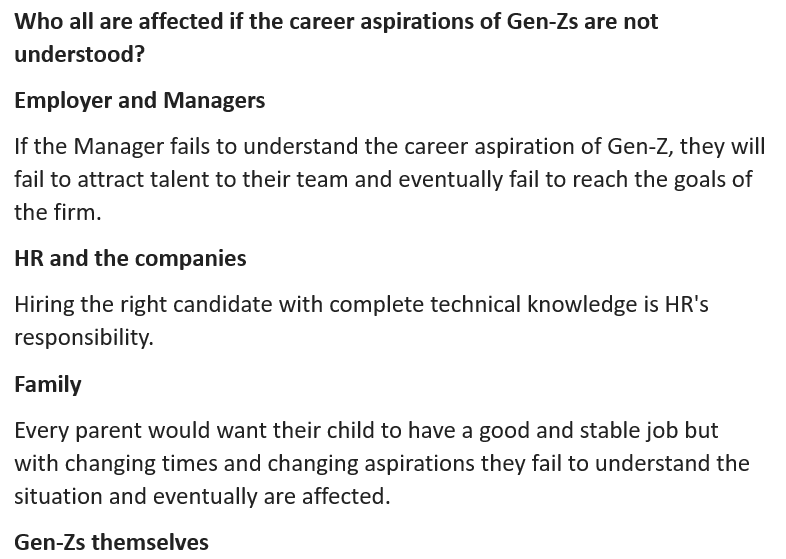 Who all are affected if the career aspirations of Gen-Zs are not
understood?
Employer and Managers
If the Manager fails to understand the career aspiration of Gen-Z, they will
fail to attract talent to their team and eventually fail to reach the goals of
the firm.
HR and the companies
Hiring the right candidate with complete technical knowledge is HR's
responsibility.
Family
Every parent would want their child to have a good and stable job but
with changing times and changing aspirations they fail to understand the
situation and eventually are affected.
Gen-Zs themselves